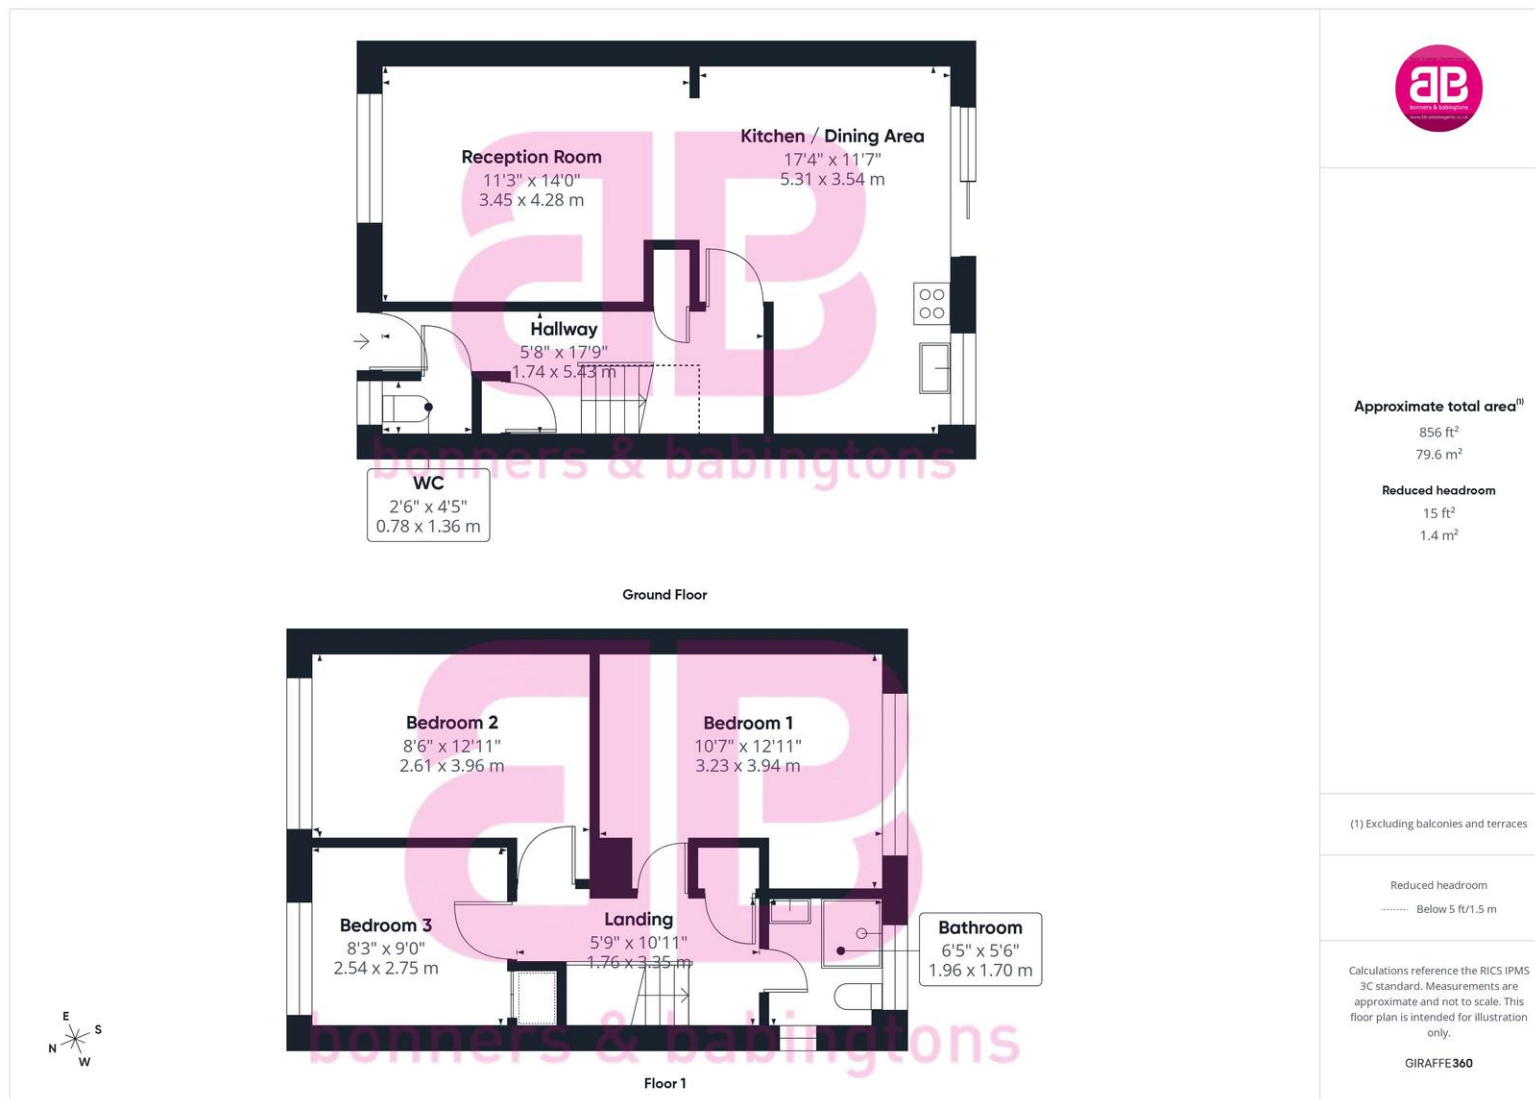 Reception Room
11'3" x 14'0"
3.45 x 4.28 m
Kitchen / Dining Area
17'4" x 11'7"
5.31 x 3.54 m
Hallway
5'8" x 17'9"
1.74 x 5.43 m
WC
2'6" x 4'5"
0.78 x 1.36 m
bonners & babingtons
Ground Floor
Bedroom 2
8'6" x 12'11"
2.61 x 3.96 m
Bedroom 1
10'7" x 12'11"
3.23 x 3.94 m
Bedroom 3
8'3" x 9'0"
2.54 x 2.75 m
Landing
5'9" x 10'11"
1.76 x 3.35 m
Bathroom
6'5" x 5'6"
1.96 x 1.70 m
bonners & babingtons
Floor 1
E
S
N
W
bonners & babingtons
Approximate total area(1)
856 ft²
79.6 m²
Reduced headroom
15 ft²
1.4 m²
(1) Excluding balconies and terraces
Reduced headroom
Below 5 ft/1.5 m
Calculations reference the RICS IPMS
3C standard. Measurements are
approximate and not to scale. This
floor plan is intended for illustration
only.
GIRAFFE360